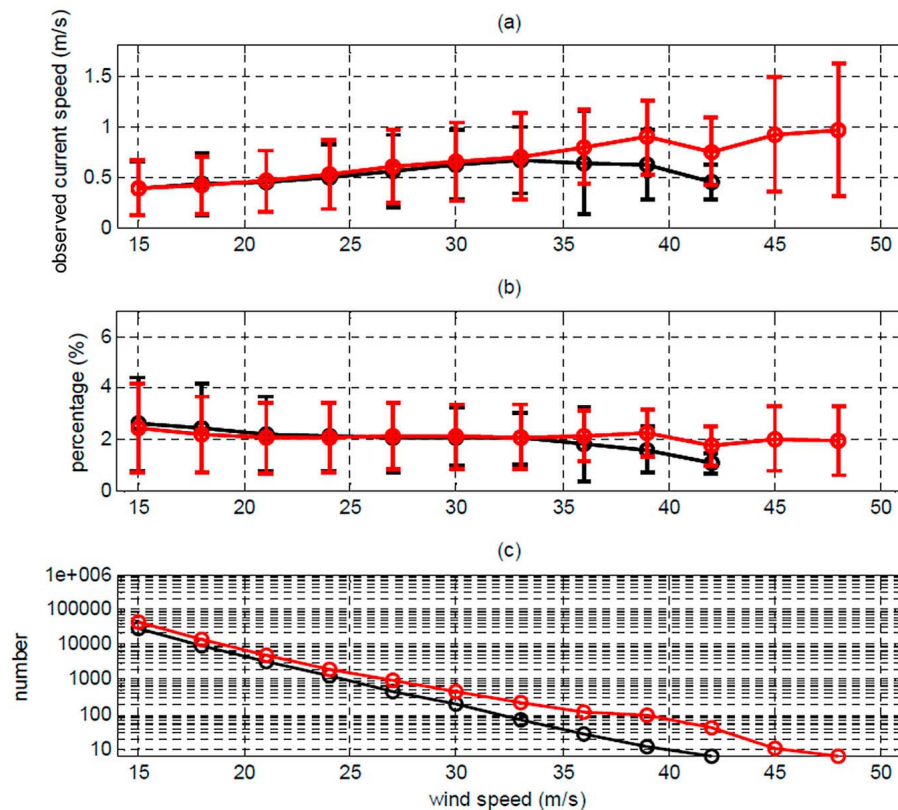 (a)
observed current speed (m/s)
1.5
1
0.5
0
15 20 25 30 35 40 45 50
(b)
percentage (%)
6
4
2
0
15 20 25 30 35 40 45 50
(c)
number
1e+006
100000
10000
1000
100
10
15 20 25 30 35 40 45 50
wind speed (m/s)